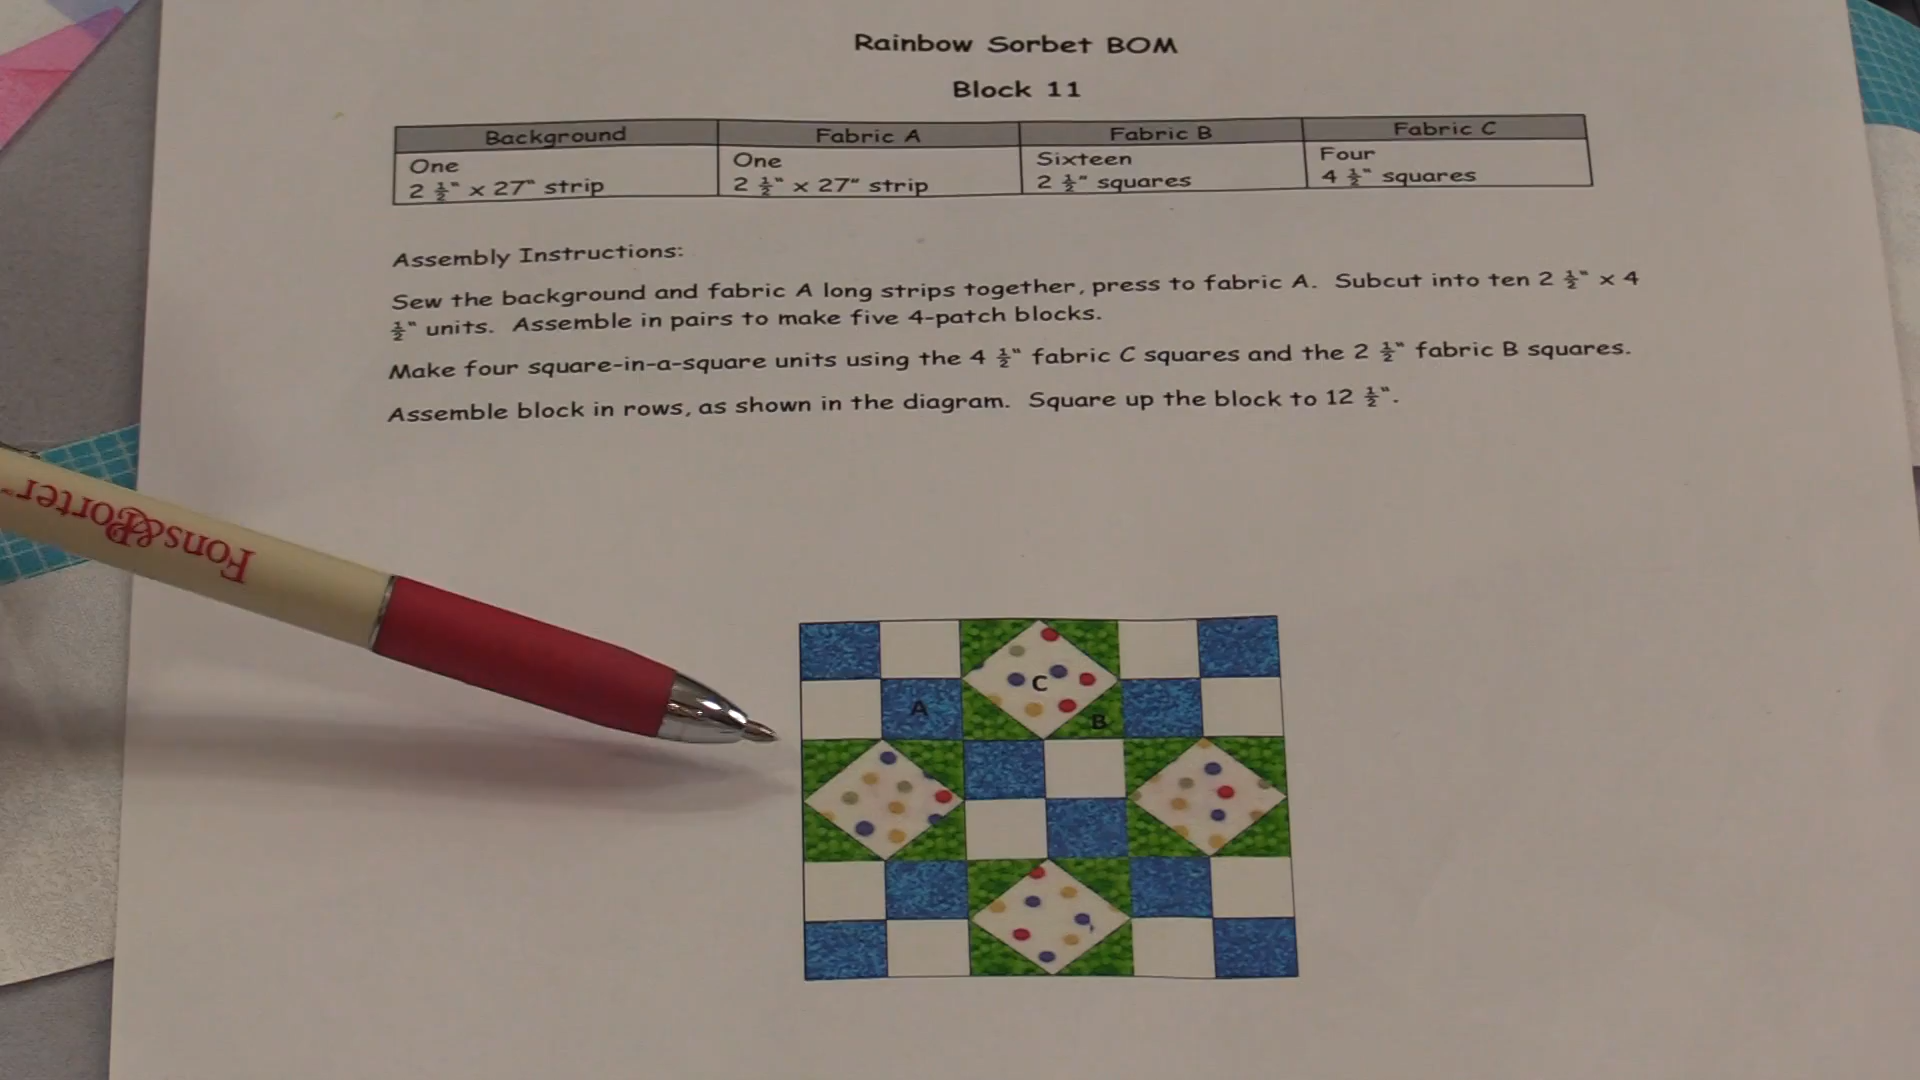 Rainbow Sorbet BOM
Block 11
Background Fabric A Fabric B Fabric C
One One Sixteen Four
2 ½" x 27" strip 2 ½" x 27" strip 2 ½" squares 4 ½" squares
Assembly Instructions:
Sew the background and fabric A long strips together, press to fabric A. Subcut into ten 2 ½" x 4
½" units. Assemble in pairs to make five 4-patch blocks.
Make four square-in-a-square units using the 4 ½" fabric C squares and the 2 ½" fabric B squares.
Assemble block in rows, as shown in the diagram. Square up the block to 12 ½".
Fons&Porter™
C
A
B